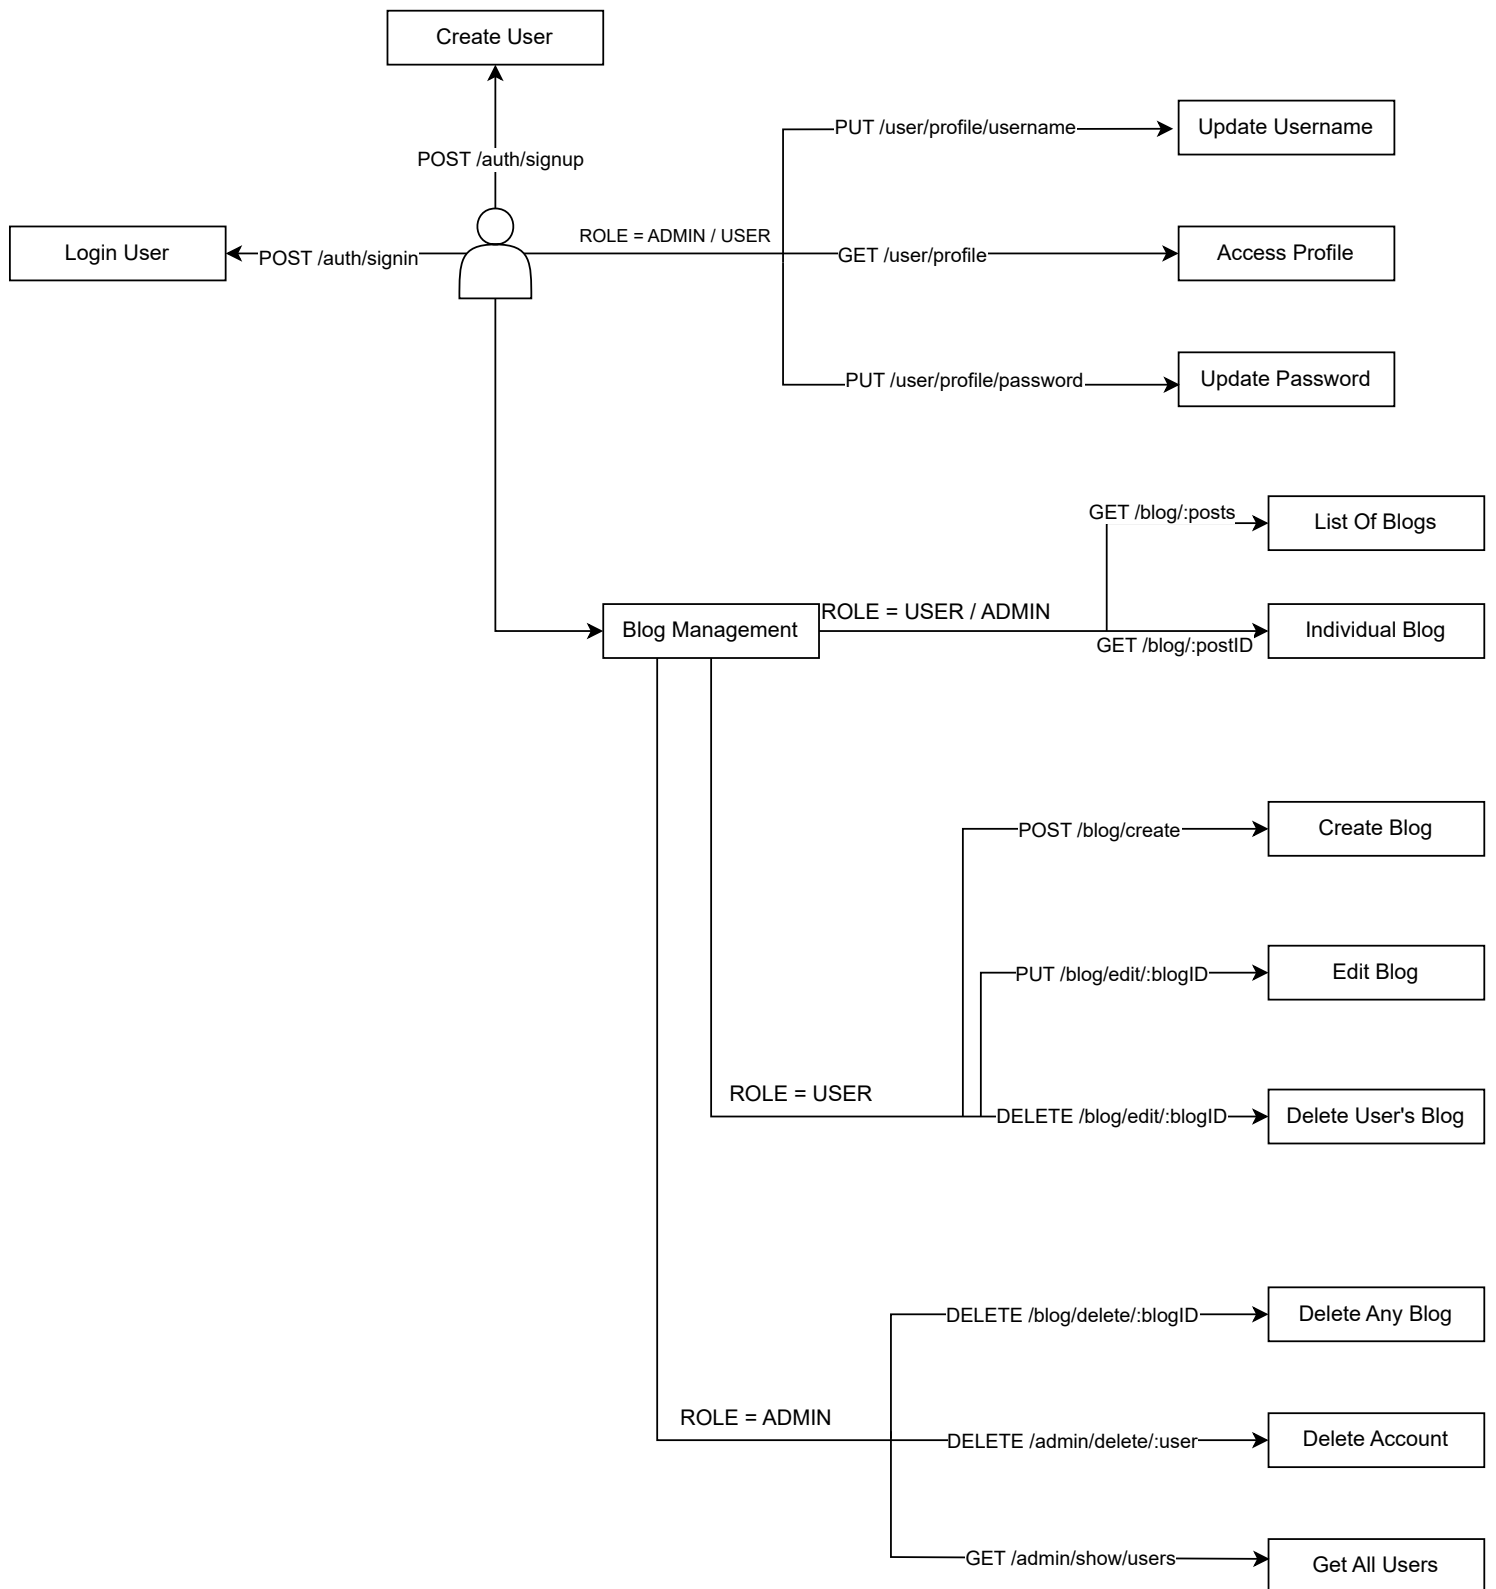 Create User
POST /auth/signup
PUT /user/profile/username
Update Username
Login User
POST /auth/signin
ROLE = ADMIN / USER
GET /user/profile
Access Profile
PUT /user/profile/password
Update Password
GET /blog/:posts
List Of Blogs
Blog Management
ROLE = USER / ADMIN
GET /blog/:postID
Individual Blog
POST /blog/create
Create Blog
PUT /blog/edit/:blogID
Edit Blog
ROLE = USER
DELETE /blog/edit/:blogID
Delete User's Blog
DELETE /blog/delete/:blogID
Delete Any Blog
ROLE = ADMIN
DELETE /admin/delete/:user
Delete Account
GET /admin/show/users
Get All Users